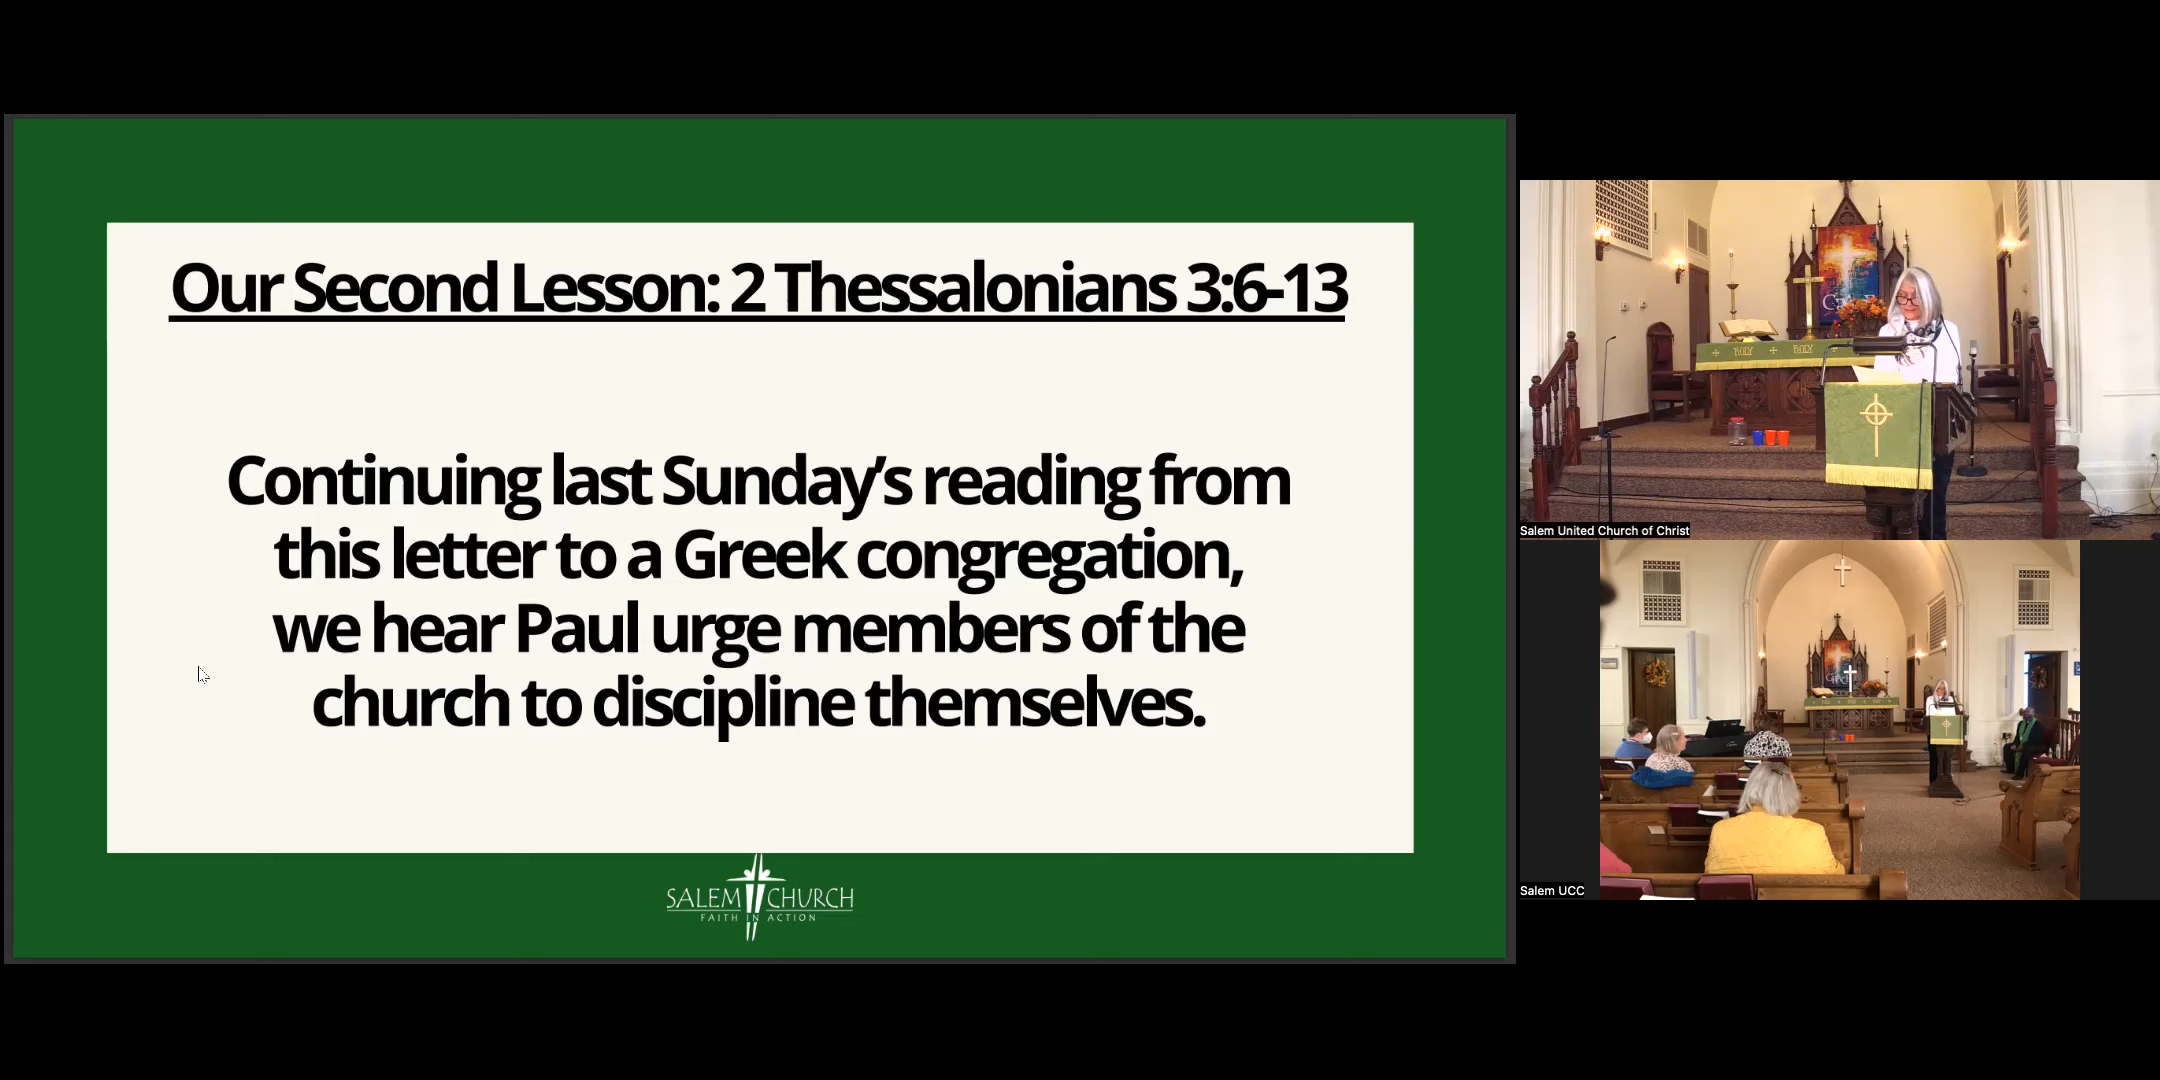 Our Second Lesson: 2 Thessalonians 3:6-13
Continuing last Sunday’s reading from
this letter to a Greek congregation,
we hear Paul urge members of the
church to discipline themselves.
SALEM CHURCH
FAITH IN ACTION
HOLY HOLY
Salem United Church of Christ
Salem UCC